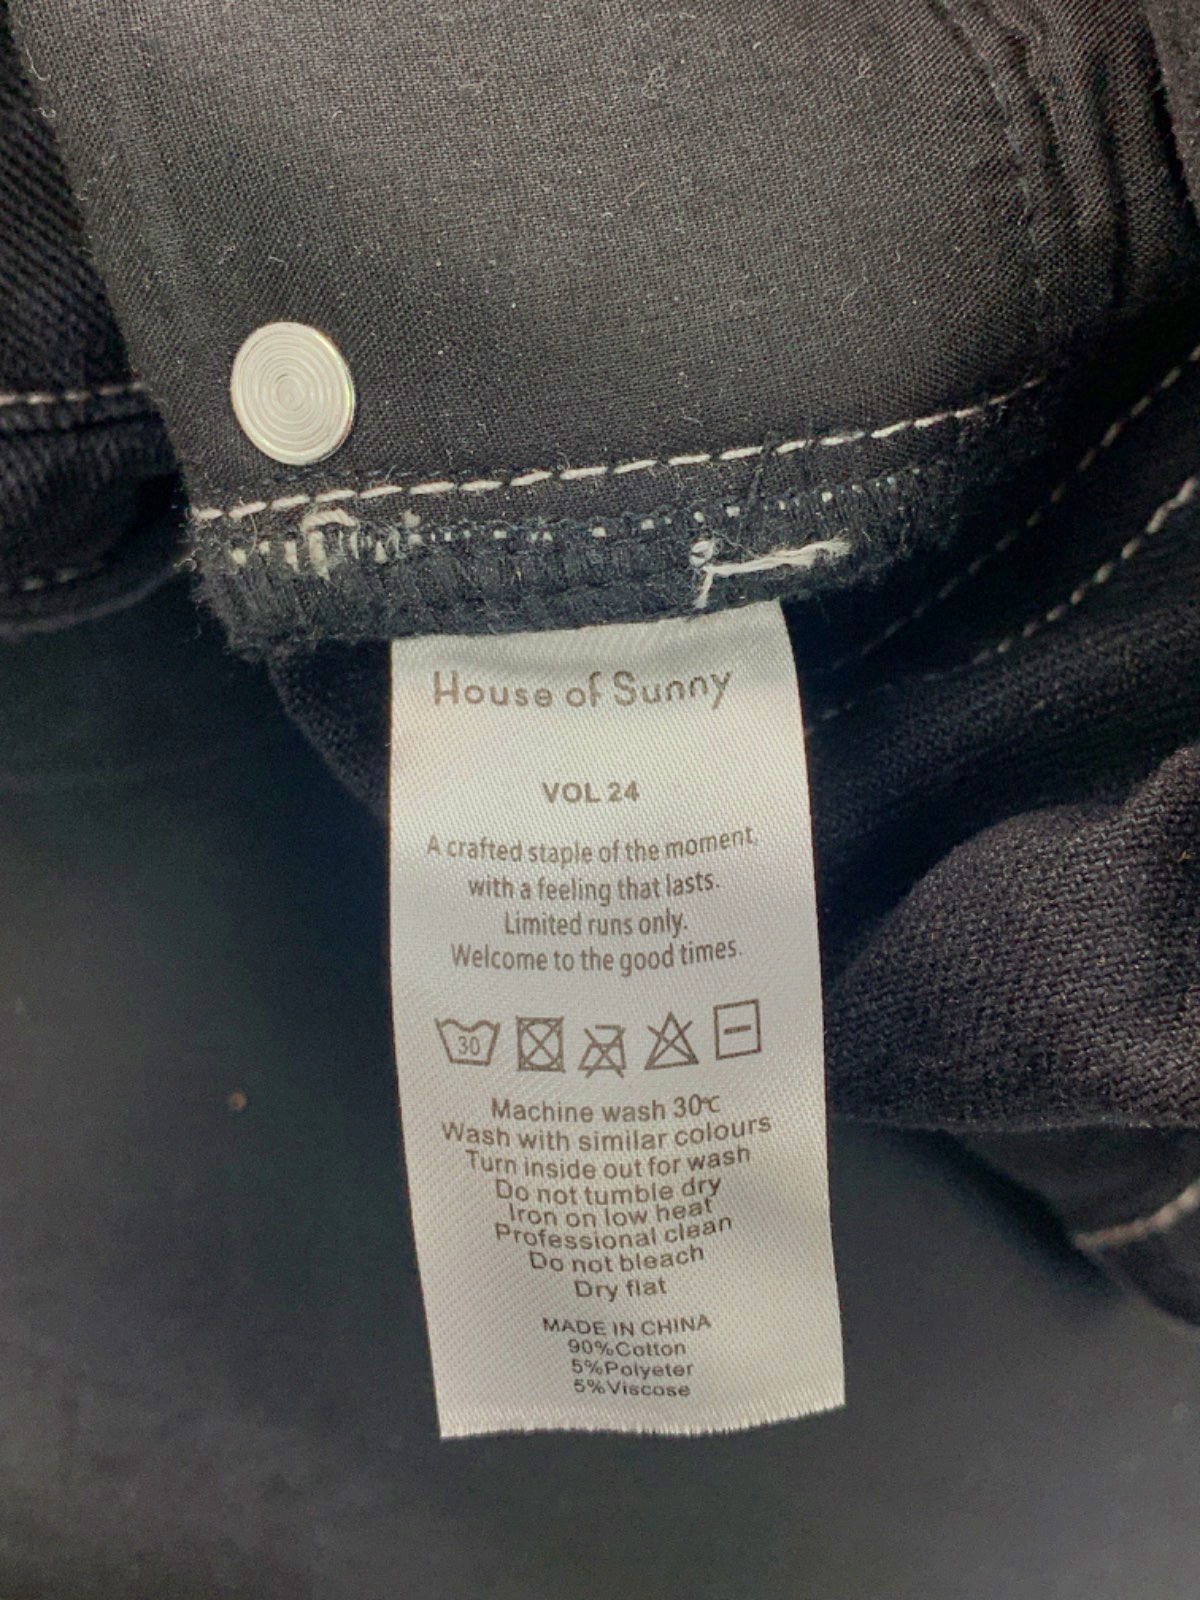 House of Sunny
VOL 24
A crafted staple of the moment,
with a feeling that lasts.
Limited runs only.
Welcome to the good times.
30
Machine wash 30℃
Wash with similar colours
Turn inside out for wash
Do not tumble dry
Iron on low heat
Professional clean
Do not bleach
Dry flat
MADE IN CHINA
90%Cotton
5%Polyeter
5%Viscose